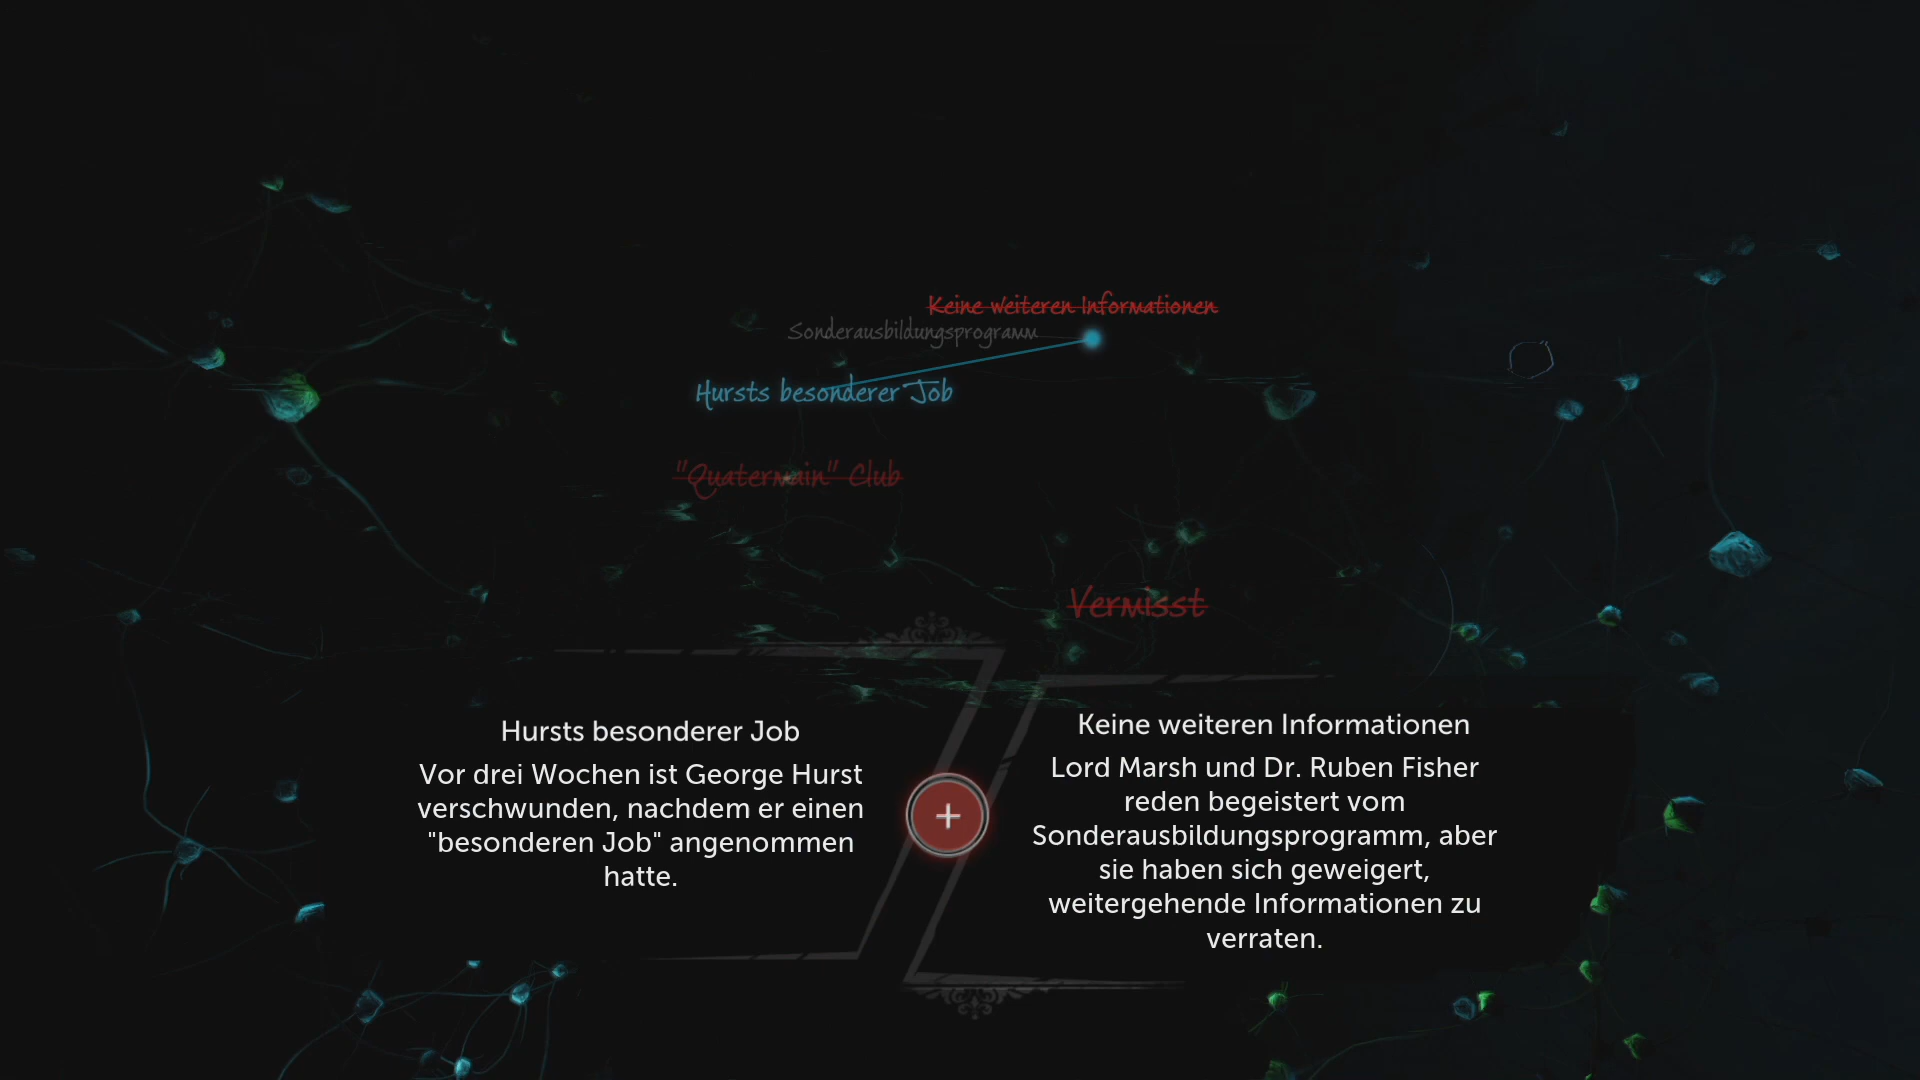 Keine weiteren Informationen
Sonderausbildungsprogramm
Hursts besonderer Job
"Quatermain" Club
Vermisst
Hursts besonderer Job
Vor drei Wochen ist George Hurst
verschwunden, nachdem er einen
"besonderen Job" angenommen
hatte.
Keine weiteren Informationen
Lord Marsh und Dr. Ruben Fisher
reden begeistert vom
Sonderausbildungsprogramm, aber
sie haben sich geweigert,
weitergehende Informationen zu
verraten.